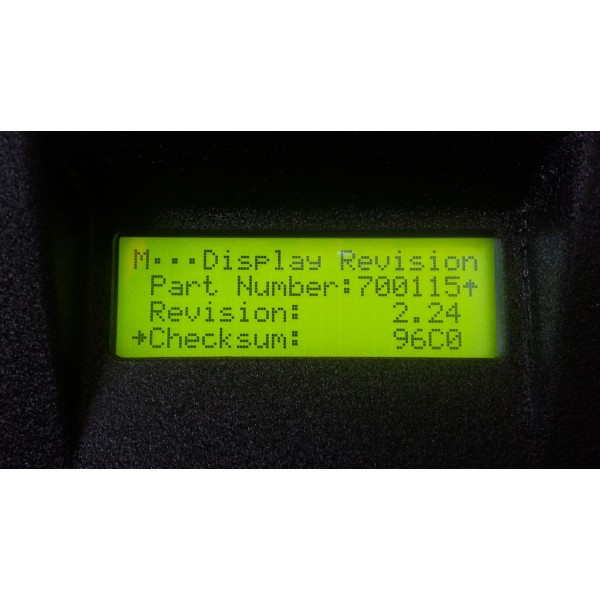 M···Display Revision
Part Number:700115↑
Revision: 2.24
→Checksum: 96C0